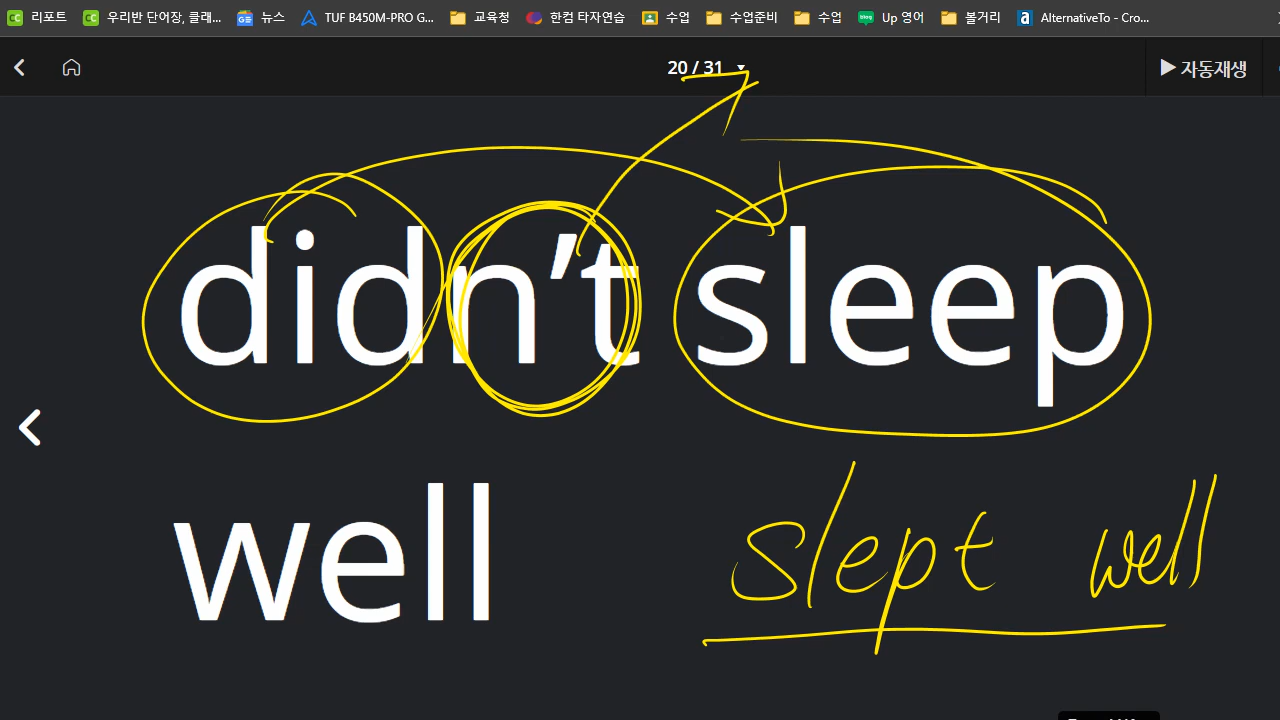 리포트 우리반 단어장, 클래... 뉴스 TUF B450M-PRO G... 교육청 한컴 타자연습 수업 수업준비 수업 Up 영어 볼거리 AlternativeTo - Cro...
20 / 31 자동재생
didn’t sleep
well
slept well